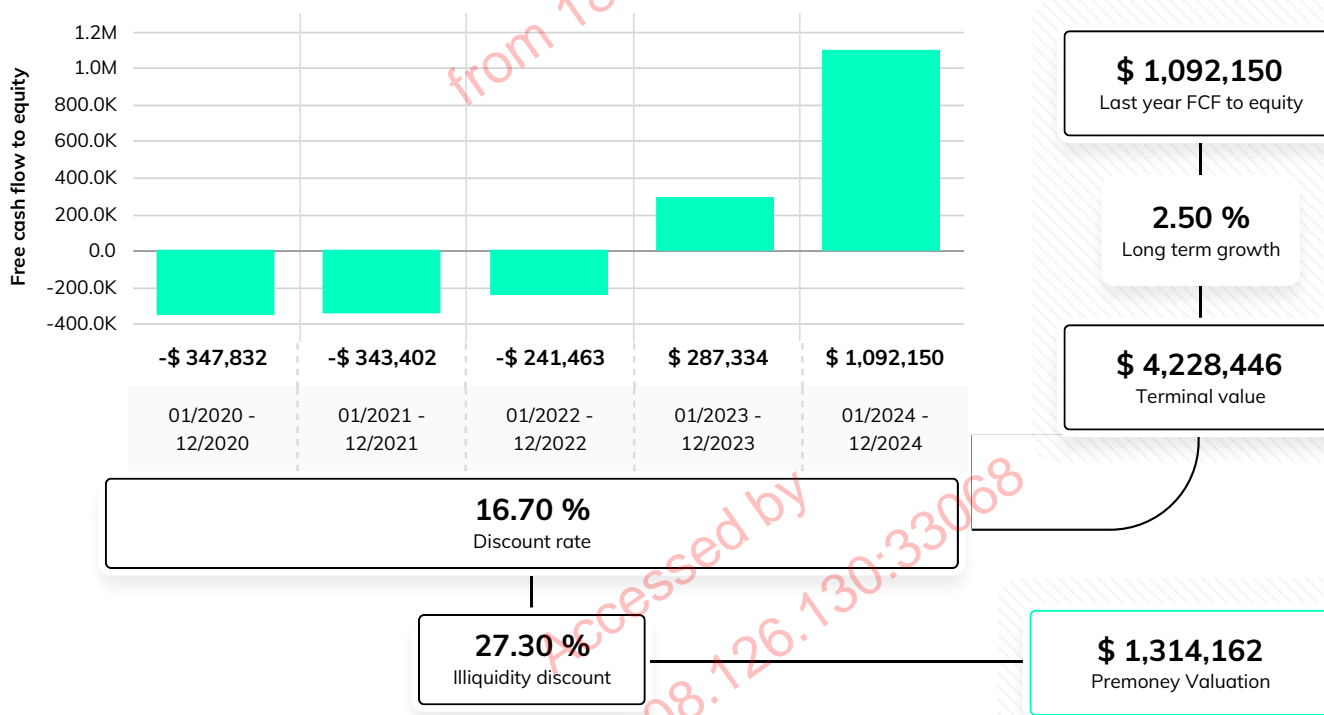 Free cash flow to equity
1.2M
1.0M
800.0K
600.0K
400.0K
200.0K
0.0
-200.0K
-400.0K
-$ 347,832
-$ 343,402
-$ 241,463
$ 287,334
$ 1,092,150
01/2020 -
12/2020
01/2021 -
12/2021
01/2022 -
12/2022
01/2023 -
12/2023
01/2024 -
12/2024
$ 1,092,150
Last year FCF to equity
2.50 %
Long term growth
$ 4,228,446
Terminal value
16.70 %
Discount rate
27.30 %
Illiquidity discount
$ 1,314,162
Premoney Valuation
from 18
Accessed by
08.126.130:33068